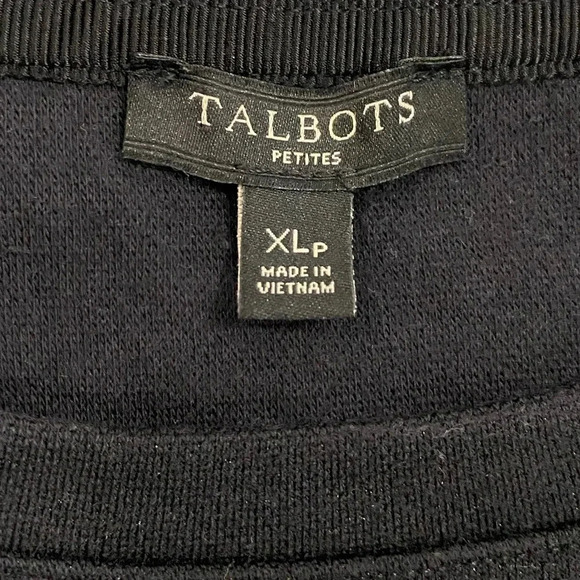 TALBOTS
PETITES
XLP
MADE IN
VIETNAM